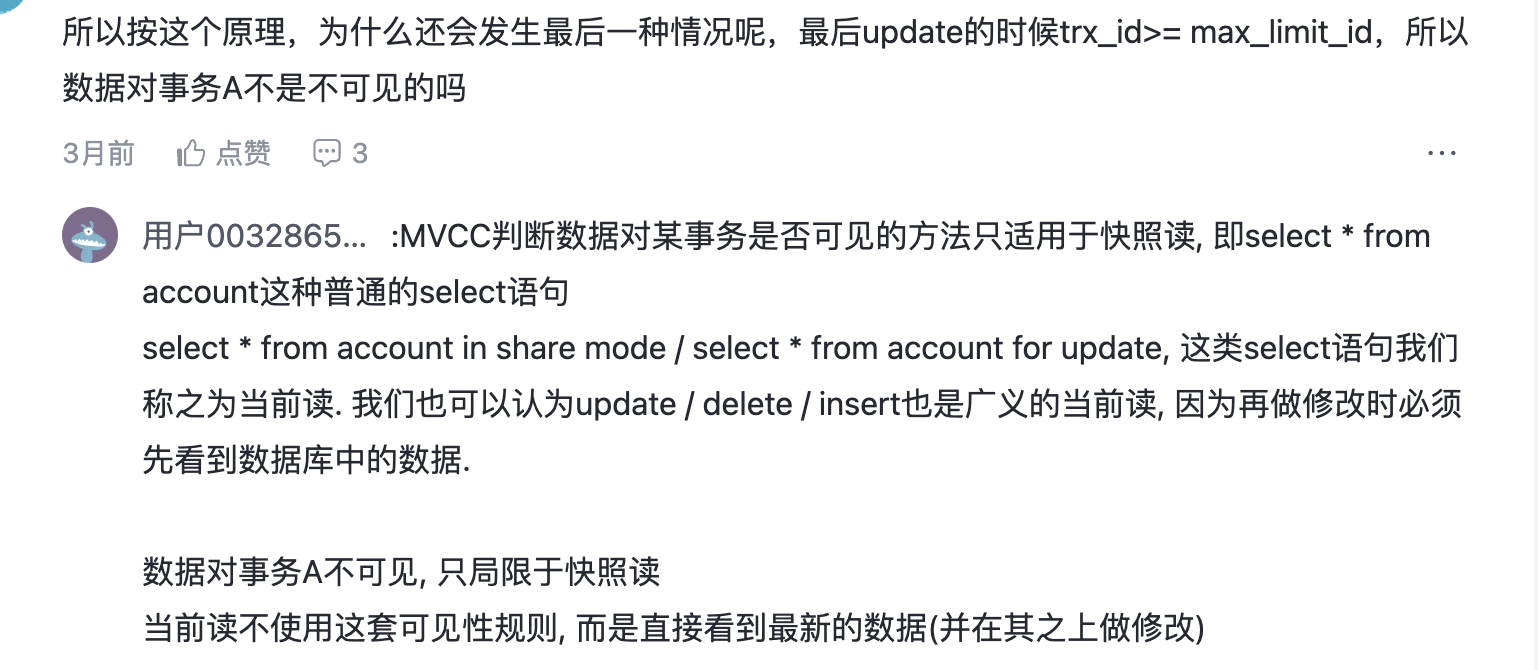 所以按这个原理，为什么还会发生最后一种情况呢，最后update的时候trx_id>= max_limit_id，所以
数据对事务A不是不可见的吗
3月前 点赞 3
用户0032865... :MVCC判断数据对某事务是否可见的方法只适用于快照读, 即select * from
account这种普通的select语句
select * from account in share mode / select * from account for update, 这类select语句我们
称之为当前读. 我们也可以认为update / delete / insert也是广义的当前读, 因为再做修改时必须
先看到数据库中的数据.
数据对事务A不可见, 只局限于快照读
当前读不使用这套可见性规则, 而是直接看到最新的数据(并在其之上做修改)